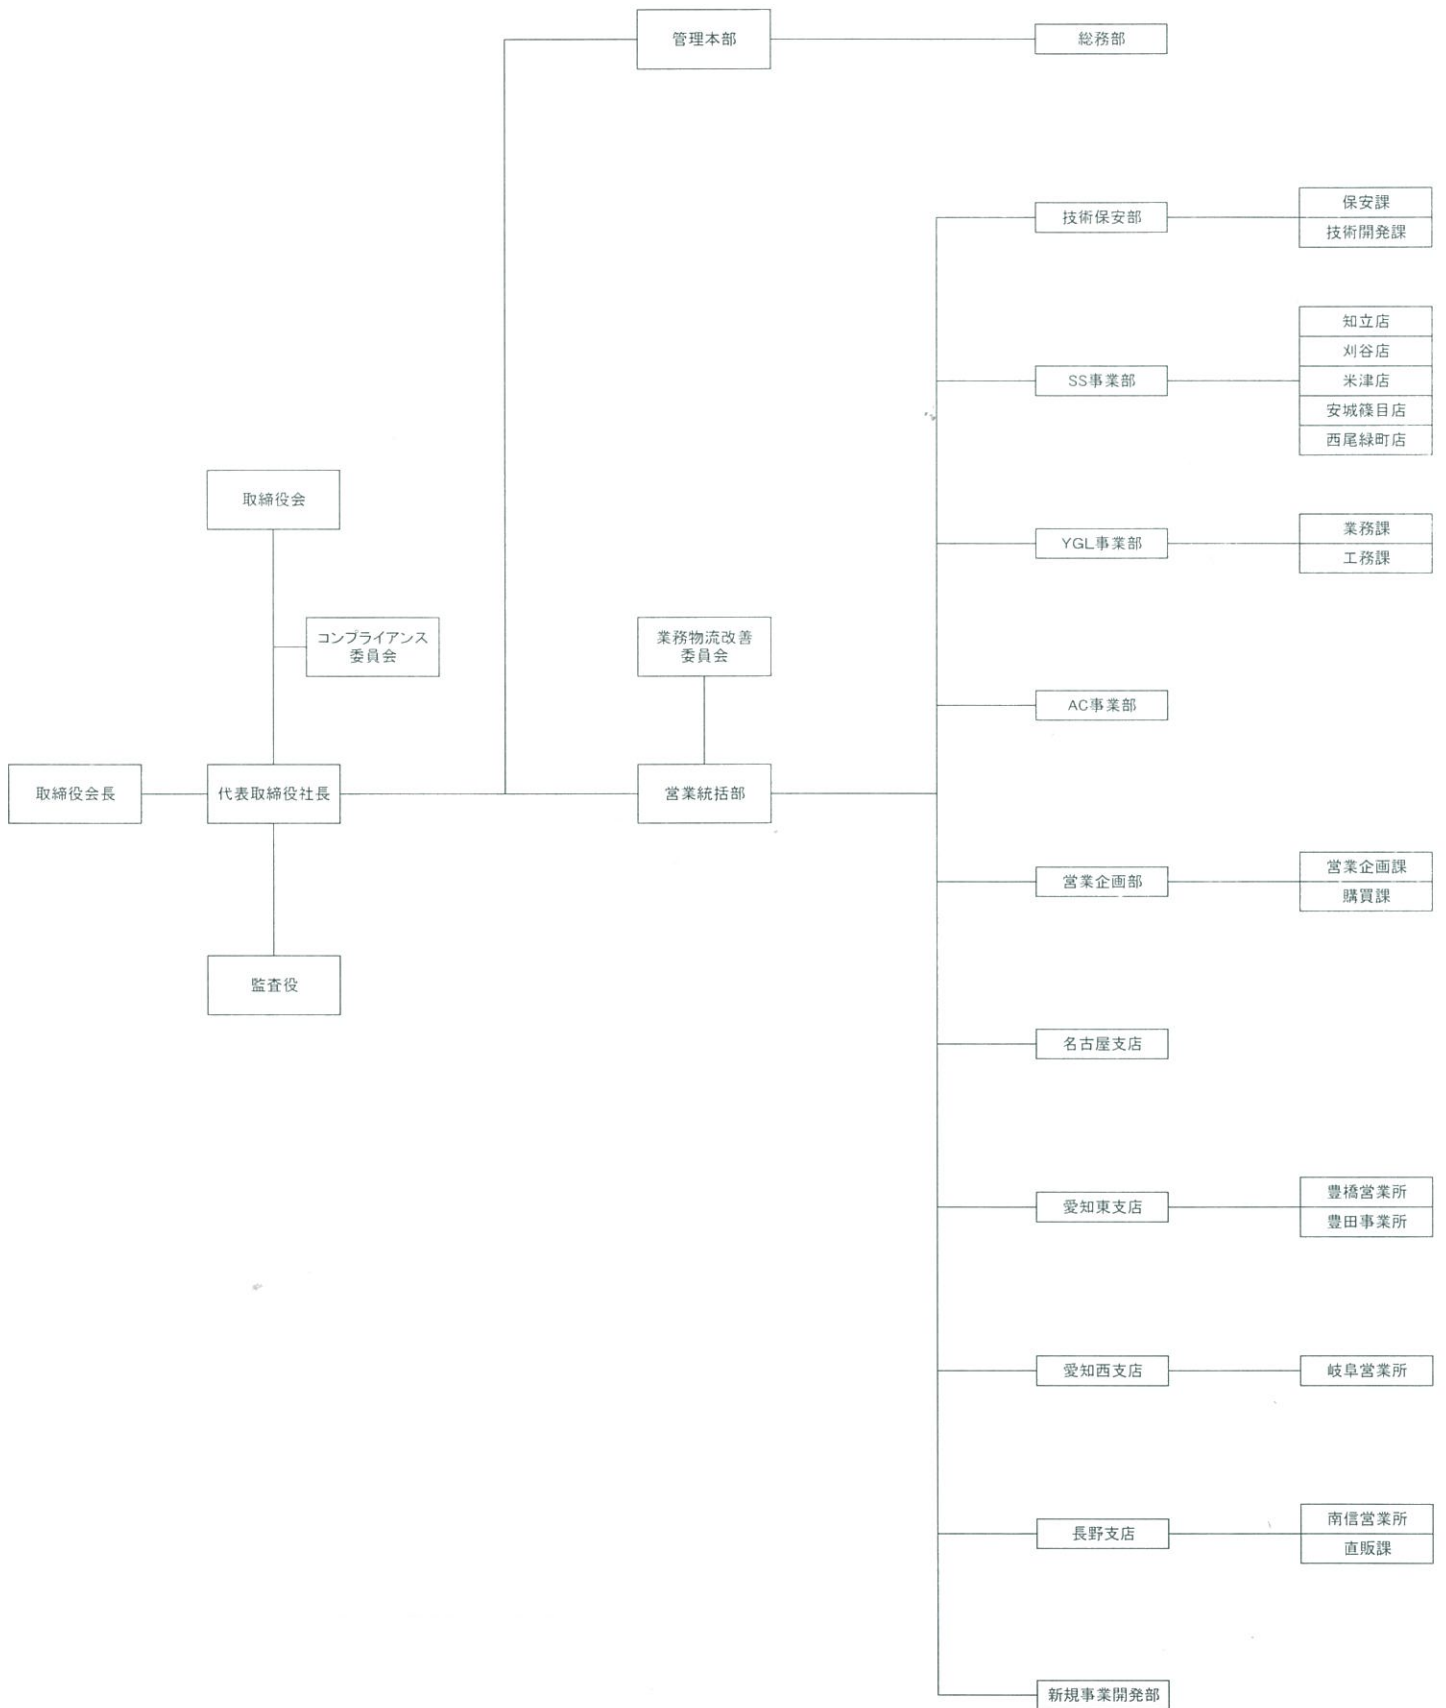 管理本部
総務部
技術保安部
保安課
技術開発課
SS事業部
知立店
刈谷店
米津店
安城篠目店
西尾緑町店
YGL事業部
業務課
工務課
取締役会
コンプライアンス
委員会
業務物流改善
委員会
AC事業部
取締役会長
代表取締役社長
営業統括部
営業企画部
営業企画課
購買課
監査役
名古屋支店
愛知東支店
豊橋営業所
豊田事業所
愛知西支店
岐阜営業所
長野支店
南信営業所
直販課
新規事業開発部